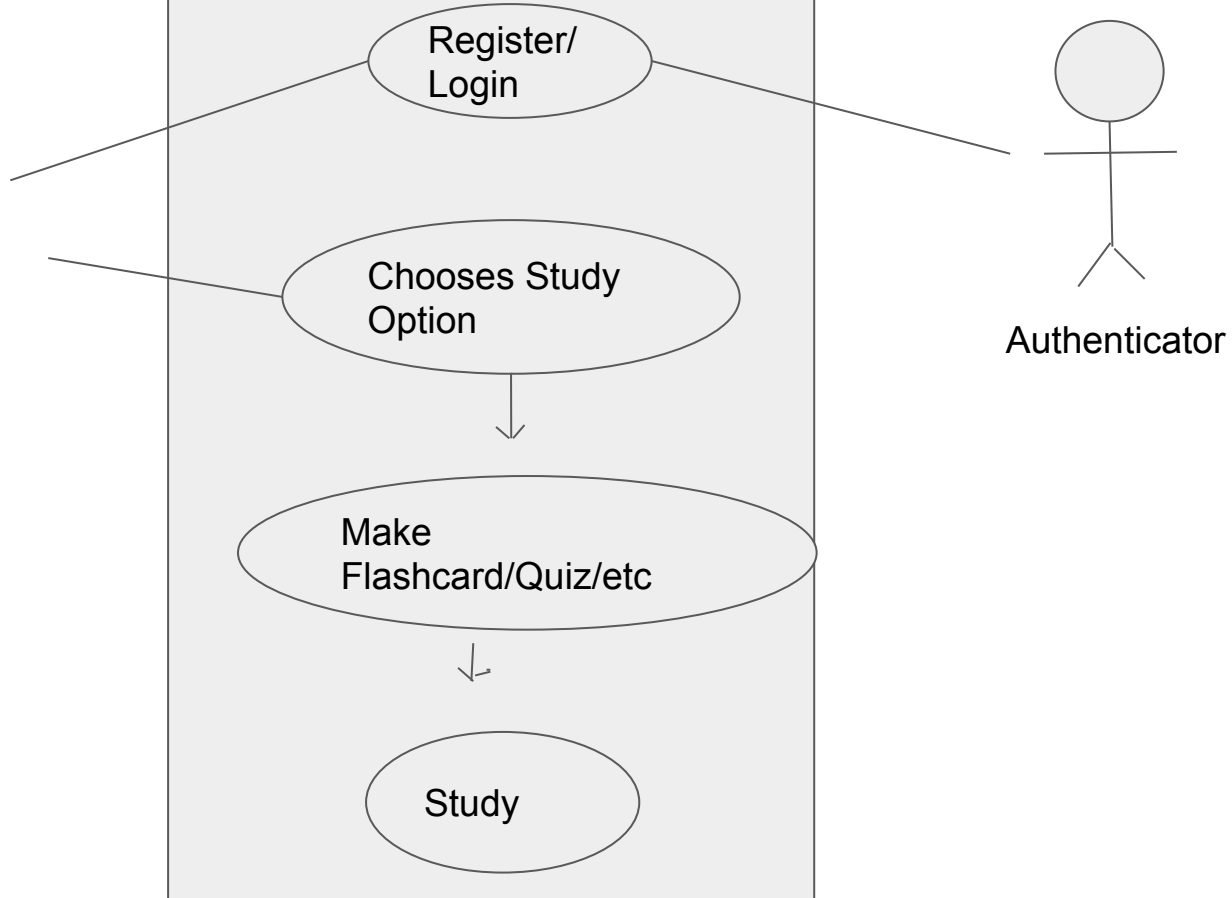 Register/
Login
Chooses Study
Option
Authenticator
Make
Flashcard/Quiz/etc
Study